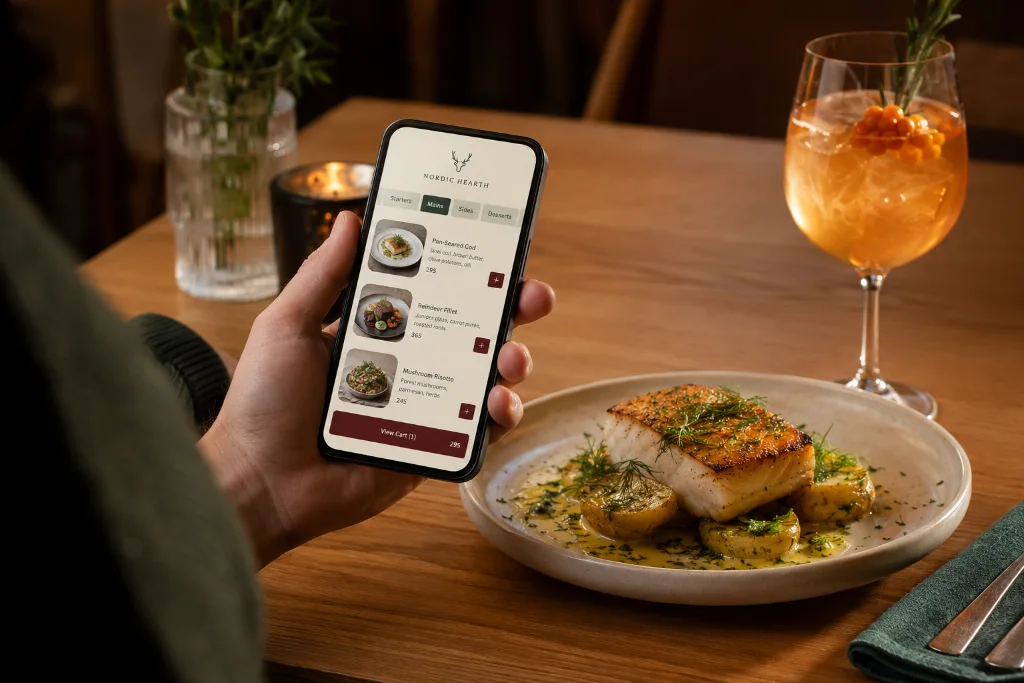 NORDIC HEARTH
Starters Mains Sides Desserts
Pan-Seared Cod
cod, brown butter,
potatoes, dill
295
Reindeer Fillet
Juniper glaze, carrot purée,
roasted roots
365
Mushroom Risotto
Forest mushrooms,
parmesan, herbs
245
View Cart (1) 295